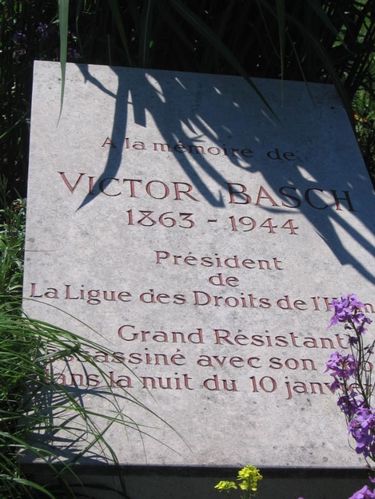 A la mémoire de
VICTOR BASCH
1863 - 1944
Président
de
La Ligue des Droits de l'H
Grand Résistant
assassiné avec son
dans la nuit du 10 janv